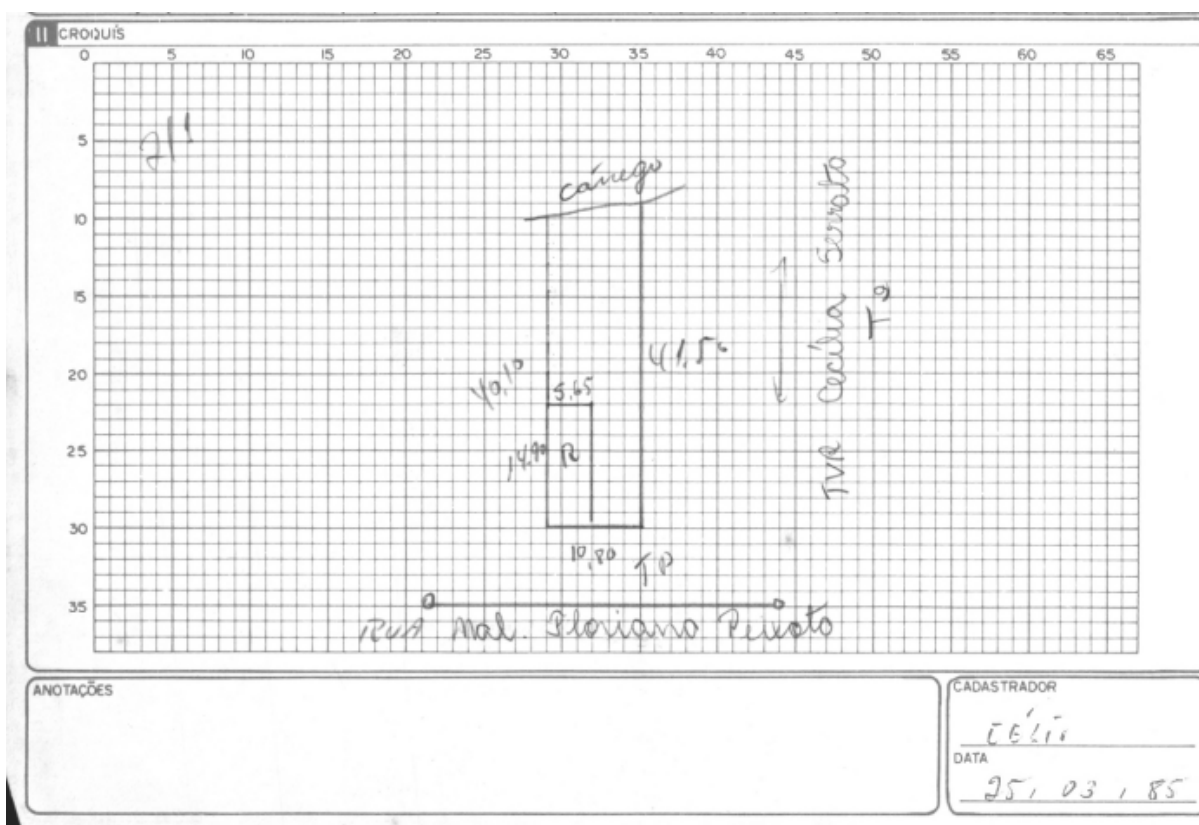 11 CROQUIS
0 5 10 15 20 25 30 35 40 45 50 55 60 65
5
10
15
20
25
30
35
córrego
40,10
5,65
41,50
14,90
R
10,80
TP
TVR Cecília Serrato
Rua Mal. Floriano Peixoto
ANOTAÇÕES
CADASTRADOR
CÉLIO
DATA
25, 03, 85